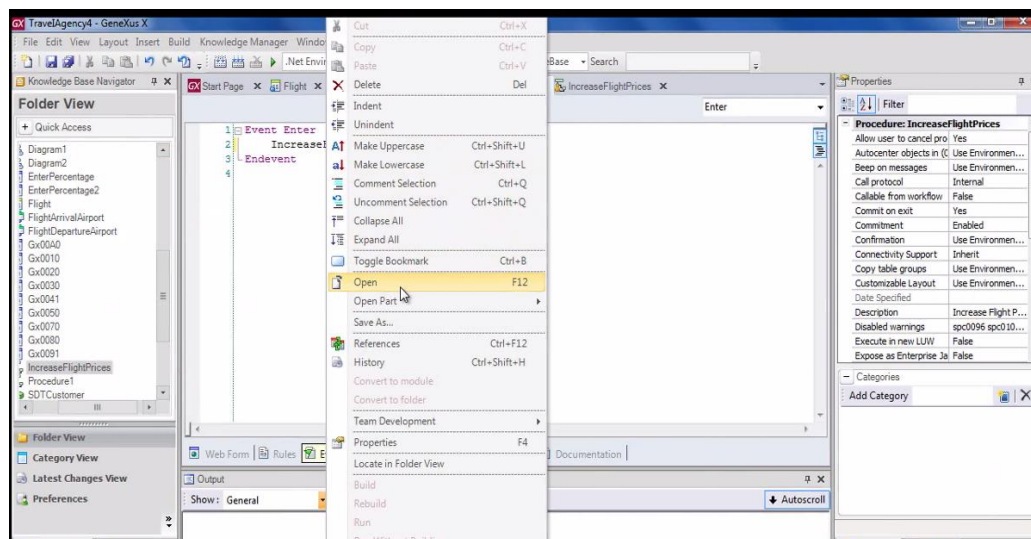 GX TravelAgency4 - GeneXus X
File Edit View Layout Insert Build Knowledge Manager Windo
.Net Envir
eBase Search
Knowledge Base Navigator
Folder View
+ Quick Access
Diagram1
Diagram2
EnterPercentage
EnterPercentage2
Flight
FlightArrivalAirport
FlightDepartureAirport
Gx00A0
Gx0010
Gx0020
Gx0030
Gx0041
Gx0050
Gx0070
Gx0080
Gx0091
IncreaseFlightPrices
Procedure1
SDTCustomer
Folder View
Category View
Latest Changes View
Preferences
GX Start Page Flight
IncreaseFlightPrices
Enter
1 Event Enter
2 Increase
3 Endevent
4
Web Form Rules E
Documentation
Output
Show: General
Autoscroll
Cut Ctrl+X
Copy Ctrl+C
Paste Ctrl+V
Delete Del
Indent
Unindent
Make Uppercase Ctrl+Shift+U
Make Lowercase Ctrl+Shift+L
Comment Selection Ctrl+Q
Uncomment Selection Ctrl+Shift+Q
Collapse All
Expand All
Toggle Bookmark Ctrl+B
Open F12
Open Part
Save As...
References Ctrl+F12
History Ctrl+Shift+H
Convert to module
Convert to folder
Team Development
Properties F4
Locate in Folder View
Build
Rebuild
Run
Properties
Filter
Procedure: IncreaseFlightPrices
Allow user to cancel pro Yes
Autocenter objects in (C Use Environmen...
Beep on messages Use Environmen...
Call protocol Internal
Callable from workflow False
Commit on exit Yes
Commitment Enabled
Confirmation Use Environmen...
Connectivity Support Inherit
Copy table groups Use Environmen...
Customizable Layout Use Environmen...
Date Specified
Description Increase Flight P...
Disabled warnings spc0096 spc010...
Execute in new LUW False
Expose as Enterprise Ja False
Categories
Add Category